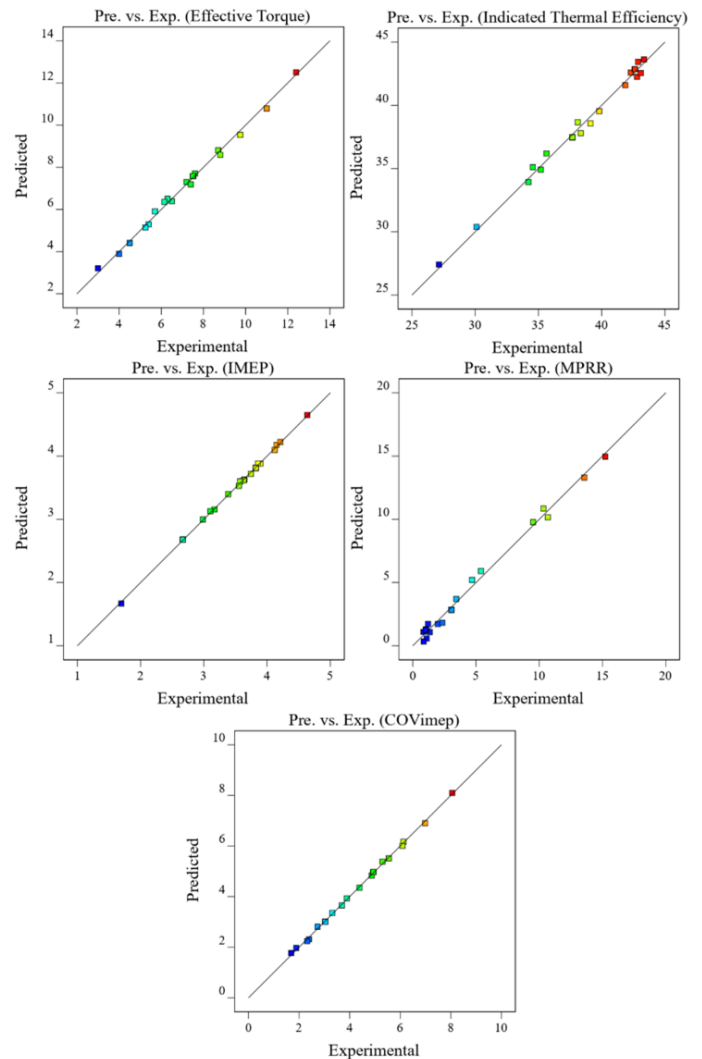 Pre. vs. Exp. (Effective Torque)
14
12
10
8
6
4
2
Predicted
2 4 6 8 10 12 14
Experimental
Pre. vs. Exp. (Indicated Thermal Efficiency)
45
40
35
30
25
Predicted
25 30 35 40 45
Experimental
Pre. vs. Exp. (IMEP)
5
4
3
2
1
Predicted
1 2 3 4 5
Experimental
Pre. vs. Exp. (MPRR)
20
15
10
5
0
Predicted
0 5 10 15 20
Experimental
Pre. vs. Exp. (COVimep)
10
8
6
4
2
0
Predicted
0 2 4 6 8 10
Experimental